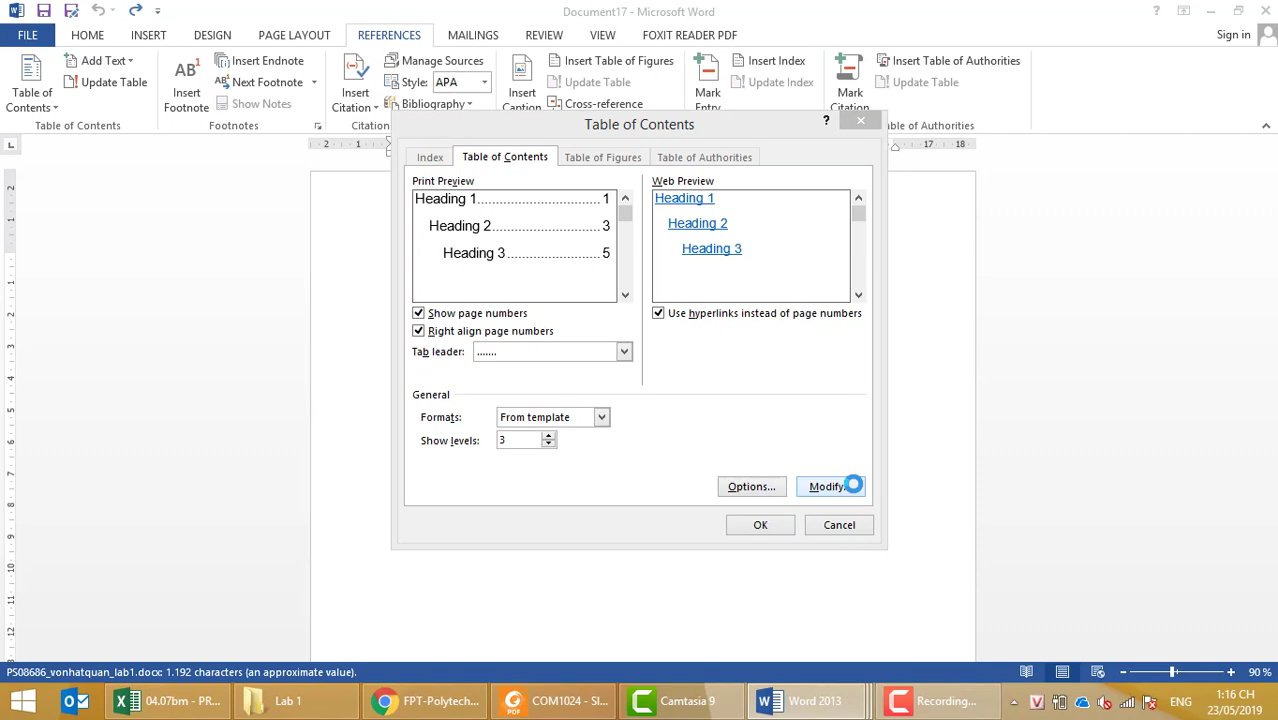 Document17 - Microsoft Word
?
FILE HOME INSERT DESIGN PAGE LAYOUT REFERENCES MAILINGS REVIEW VIEW FOXIT READER PDF Sign in
Table of Contents
Add Text
Update Table
Table of Contents
AB1
Insert Footnote
Insert Endnote
Next Footnote
Show Notes
Footnotes
Insert Citation
Manage Sources
Style: APA
Bibliography
Insert Caption
Insert Table of Figures
Update Table
Cross-reference
Mark
Entry
Insert Index
Update Index
Mark
Citation
Insert Table of Authorities
Update Table
2 1
17 18
Table of Contents
?
Index Table of Contents Table of Figures Table of Authorities
Print Preview
Heading 1 1
Heading 2 3
Heading 3 5
Web Preview
Heading 1
Heading 2
Heading 3
Show page numbers
Right align page numbers
Tab leader: .......
Use hyperlinks instead of page numbers
General
Formats: From template
Show levels: 3
Options... Modify...
OK Cancel
PS08686_vonhatquan_lab1.docx: 1.192 characters (an approximate value).
90 %
04.07bm - PR...
Lab 1
FPT-Polytech...
COM1024 - Sl...
Camtasia 9
Word 2013
Recording...
ENG
1:16 CH
23/05/2019